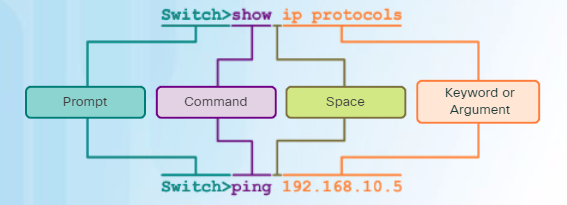 Switch>show ip protocols
Prompt
Command
Space
Keyword or
Argument
Switch>ping 192.168.10.5